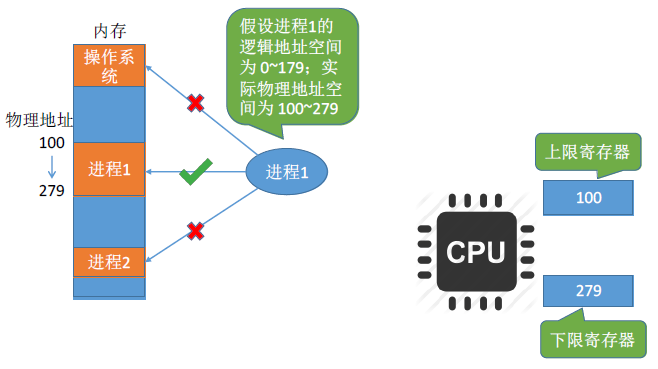 内存
操作系
统
物理地址
100
279
进程1
进程2
假设进程1的
逻辑地址空间
为 0~179；实
际物理地址空
间为 100~279
进程1
上限寄存器
100
CPU
279
下限寄存器